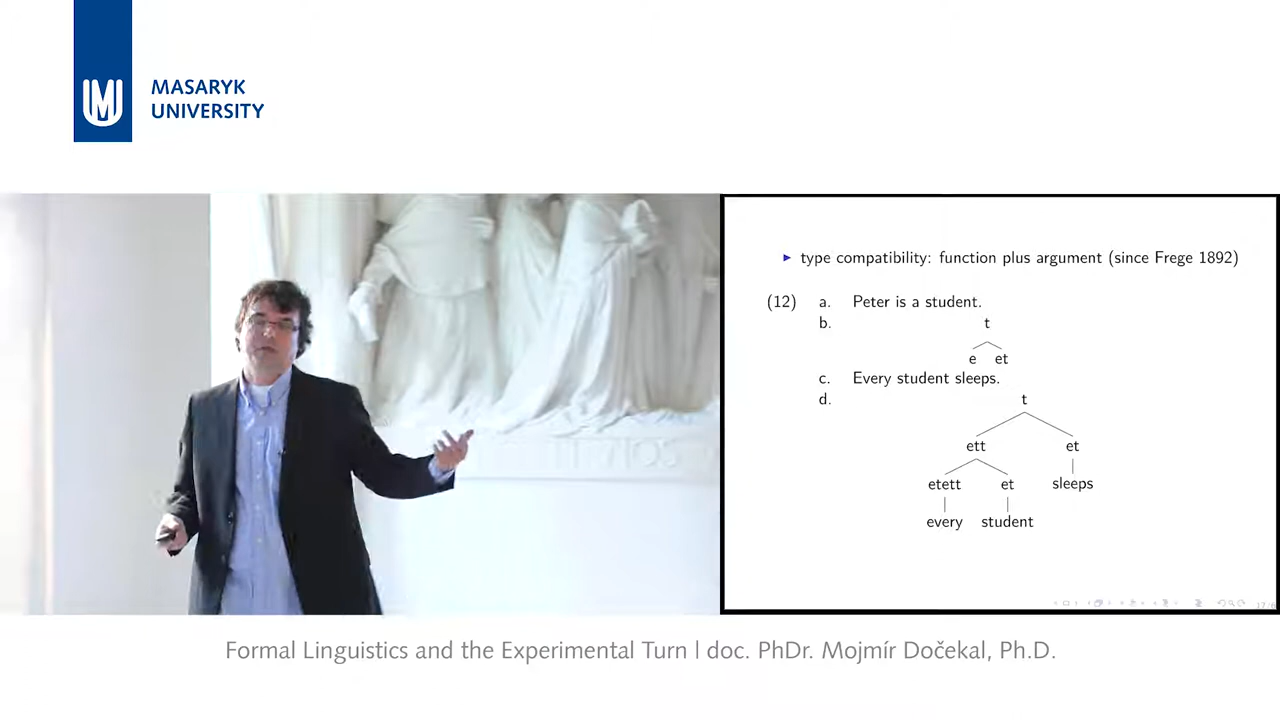 MASARYK
UNIVERSITY
► type compatibility: function plus argument (since Frege 1892)
(12) a. Peter is a student.
b. t
e et
c. Every student sleeps.
d. t
ett et
etett et sleeps
every student
Formal Linguistics and the Experimental Turn | doc. PhDr. Mojmír Dočekal, Ph.D.